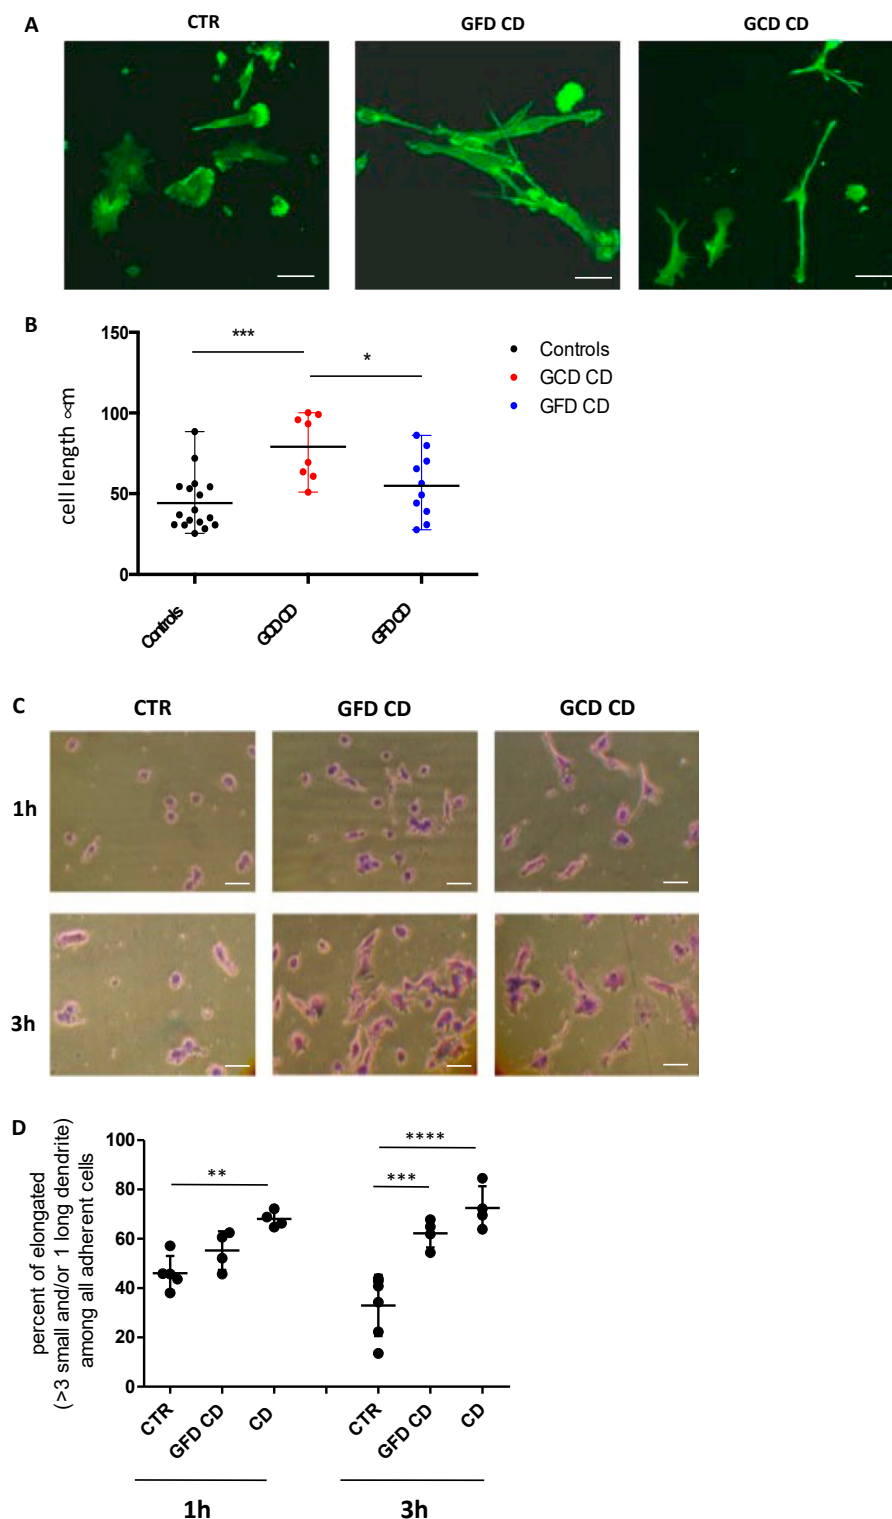 A
CTR
GFD CD
GCD CD
B
150
100
50
0
cell length ∝m
***
*
Controls
GCD CD
GFD CD
Controls
GCD CD
GFD CD
C
CTR
GFD CD
GCD CD
1h
3h
D
percent of elongated
(>3 small and/or 1 long dendrite)
among all adherent cells
100
80
60
40
20
0
**
***
****
CTR
GFD CD
CD
CTR
GFD CD
CD
1h
3h